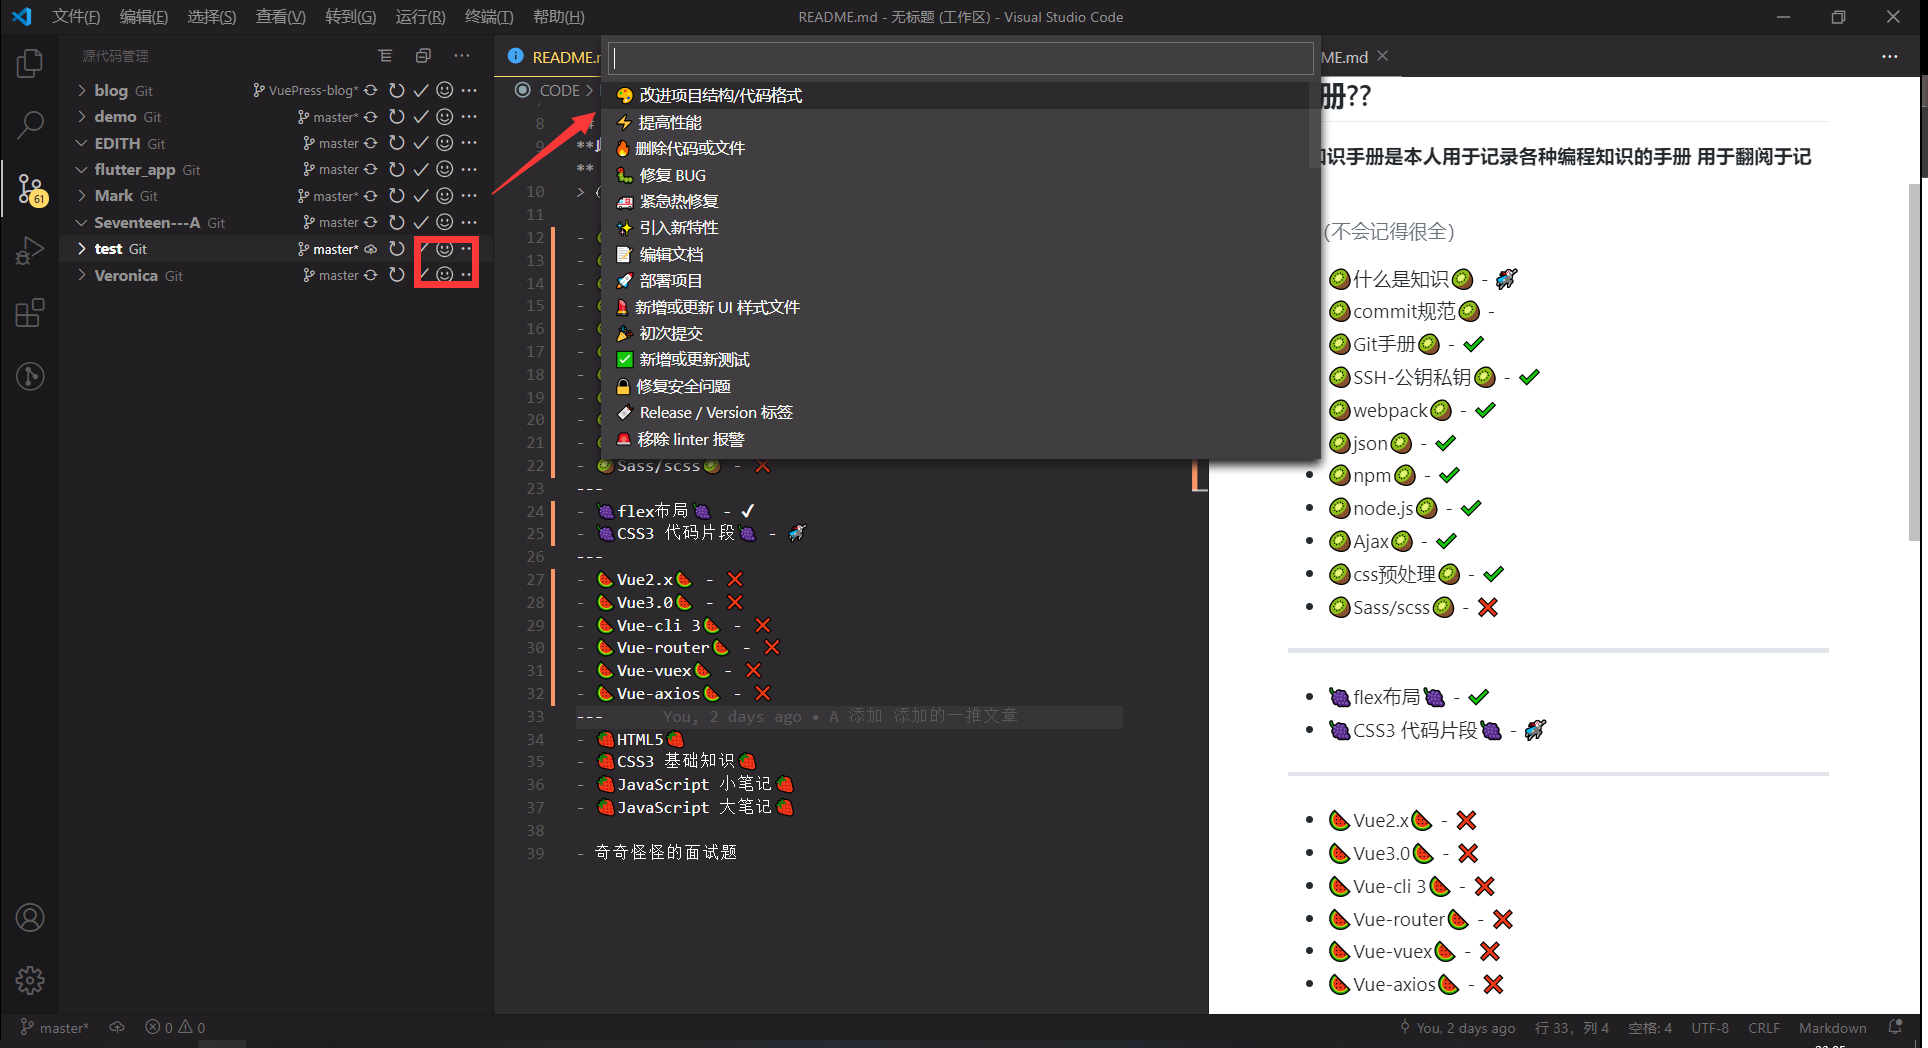 文件(F) 编辑(E) 选择(S) 查看(V) 转到(G) 运行(R) 终端(T) 帮助(H)
README.md - 无标题 (工作区) - Visual Studio Code
源代码管理
blog Git VuePress-blog*
demo Git master*
EDITH Git master
flutter_app Git master
Mark Git master*
Seventeen---A Git master
test Git master*
Veronica Git master
61
README.
ME.md
CODE >
🎨 改进项目结构/代码格式
⚡ 提高性能
🔥 删除代码或文件
🐛 修复 BUG
🚑 紧急热修复
✨ 引入新特性
📝 编辑文档
🚀 部署项目
💄 新增或更新 UI 样式文件
🎉 初次提交
✅ 新增或更新测试
🔒 修复安全问题
🔖 Release / Version 标签
🚨 移除 linter 报警
8
9 **
**
10 >
11
12 -
13 -
14 -
15 -
16 -
17 -
18 -
19 -
20 -
21 -
22 - 🥝Sass/scss🥝 - ❌
23 ---
24 - 🍇flex布局🍇 - ✔
25 - 🍇CSS3 代码片段🍇 -
26 ---
27 - 🍉Vue2.x🍉 - ❌
28 - 🍉Vue3.0🍉 - ❌
29 - 🍉Vue-cli 3🍉 - ❌
30 - 🍉Vue-router🍉 - ❌
31 - 🍉Vue-vuex🍉 - ❌
32 - 🍉Vue-axios🍉 - ❌
33 --- You, 2 days ago • A 添加 添加的一推文章
34 - 🍓HTML5🍓
35 - 🍓CSS3 基础知识🍓
36 - 🍓JavaScript 小笔记🍓
37 - 🍓JavaScript 大笔记🍓
38
39 - 奇奇怪怪的面试题
册??
识手册是本人用于记录各种编程知识的手册 用于翻阅于记
(不会记得很全)
🥝什么是知识🥝 -
🥝commit规范🥝 -
🥝Git手册🥝 - ✔
🥝SSH-公钥私钥🥝 - ✔
🥝webpack🥝 - ✔
🥝json🥝 - ✔
• 🥝npm🥝 - ✔
• 🥝node.js🥝 - ✔
• 🥝Ajax🥝 - ✔
• 🥝css预处理🥝 - ✔
• 🥝Sass/scss🥝 - ❌
• 🍇flex布局🍇 - ✔
• 🍇CSS3 代码片段🍇 -
• 🍉Vue2.x🍉 - ❌
• 🍉Vue3.0🍉 - ❌
• 🍉Vue-cli 3🍉 - ❌
• 🍉Vue-router🍉 - ❌
• 🍉Vue-vuex🍉 - ❌
• 🍉Vue-axios🍉 - ❌
master* 0 0
You, 2 days ago 行 33, 列 4 空格: 4 UTF-8 CRLF Markdown